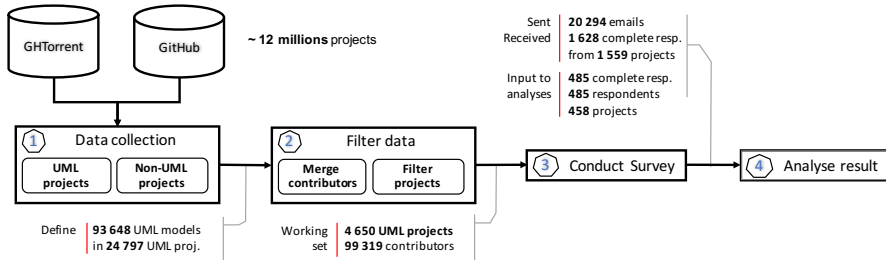 GHTorrent
GitHub
~ 12 millions projects
Sent 20 294 emails
Received 1 628 complete resp.
from 1 559 projects
Input to 485 complete resp.
analyses 485 respondents
458 projects
1 Data collection
UML projects
Non-UML projects
2 Filter data
Merge contributors
Filter projects
3 Conduct Survey
4 Analyse result
Define 93 648 UML models
in 24 797 UML proj.
Working 4 650 UML projects
set 99 319 contributors